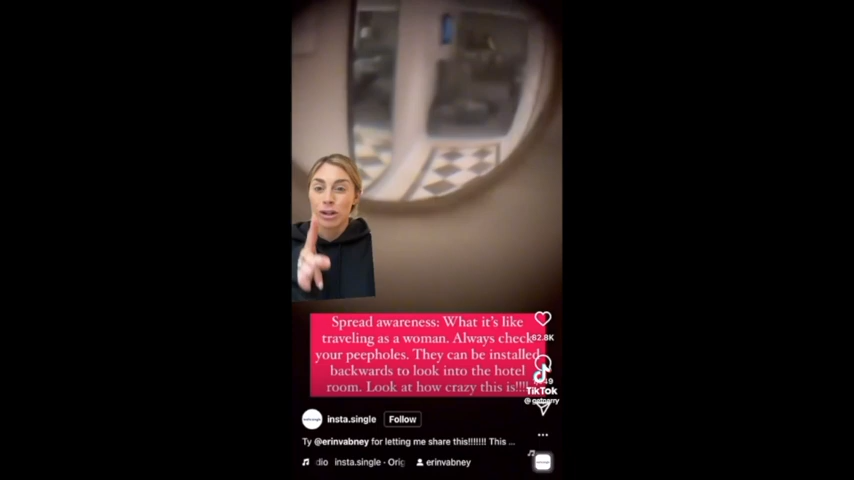 Spread awareness: What it's like
traveling as a woman. Always check
your peepholes. They can be installed
backwards to look into the hotel
room. Look at how crazy this is!!!!
TikTok
insta.single
Follow
Ty @erinvabney for letting me share this!!!!!!! This ...
dio insta.single · Orig
erinvabney